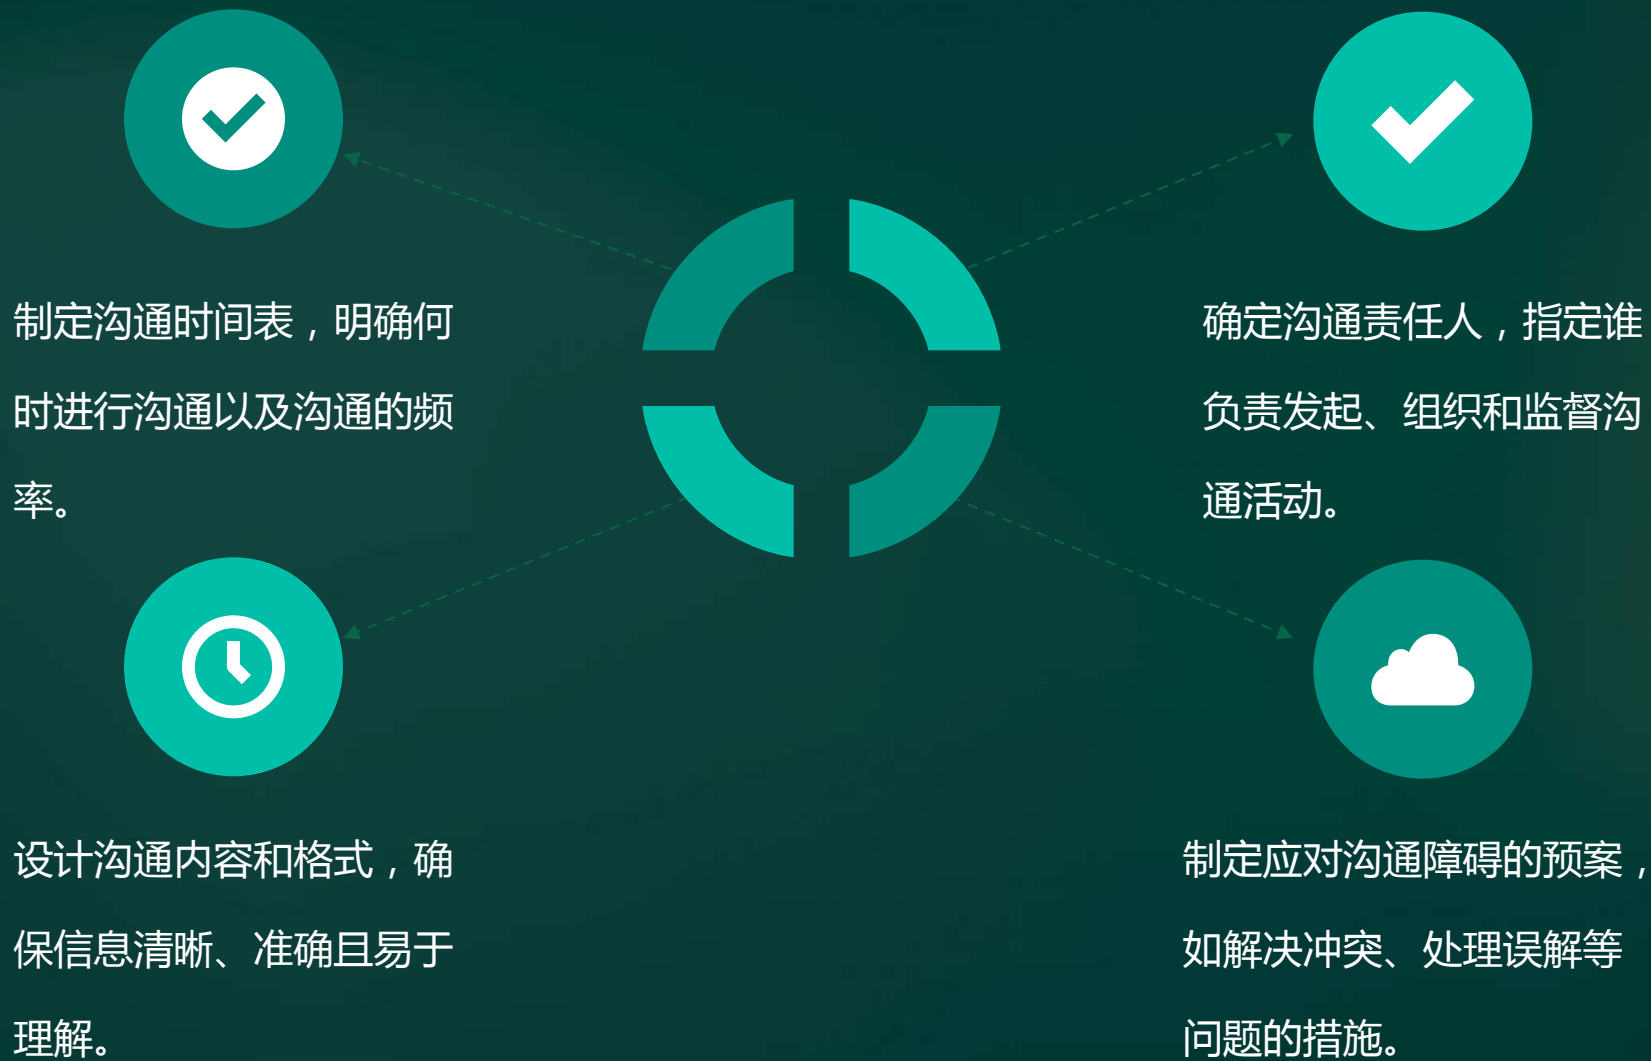 制定沟通时间表，明确何
时进行沟通以及沟通的频
率。
确定沟通责任人，指定谁
负责发起、组织和监督沟
通活动。
设计沟通内容和格式，确
保信息清晰、准确且易于
理解。
制定应对沟通障碍的预案，
如解决冲突、处理误解等
问题的措施。